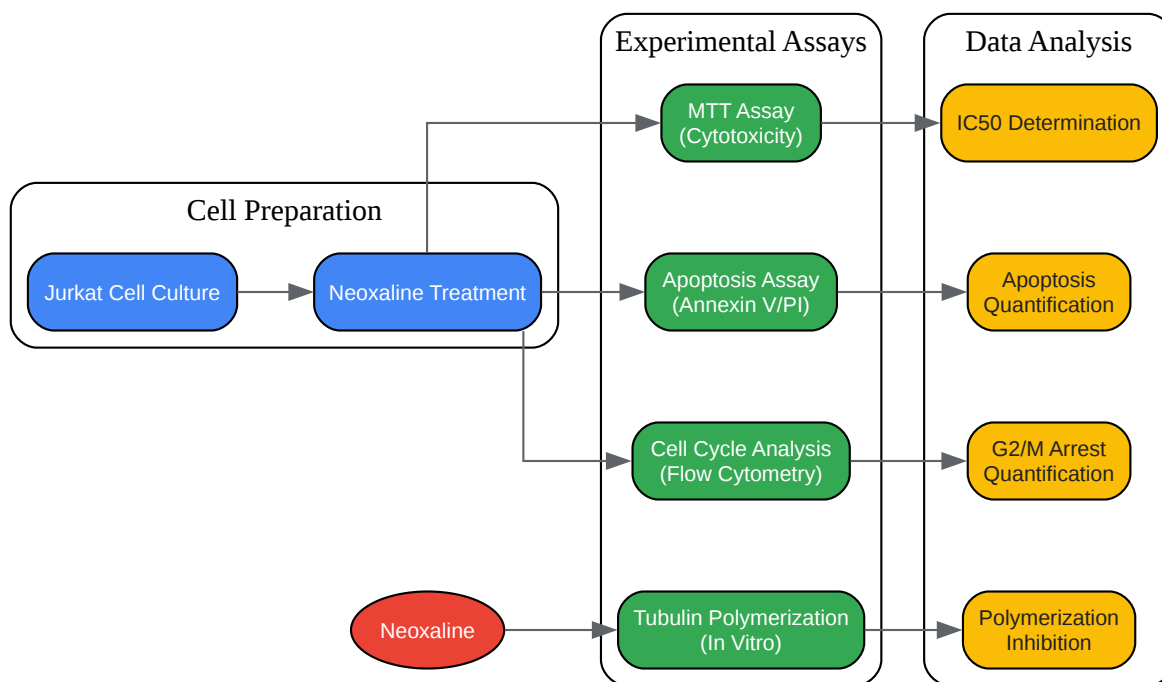 Experimental Assays
Data Analysis
MTT Assay
(Cytotoxicity)
IC50 Determination
Cell Preparation
Jurkat Cell Culture
Neoxaline Treatment
Apoptosis Assay
(Annexin V/PI)
Apoptosis
Quantification
Cell Cycle Analysis
(Flow Cytometry)
G2/M Arrest
Quantification
Neoxaline
Tubulin Polymerization
(In Vitro)
Polymerization
Inhibition